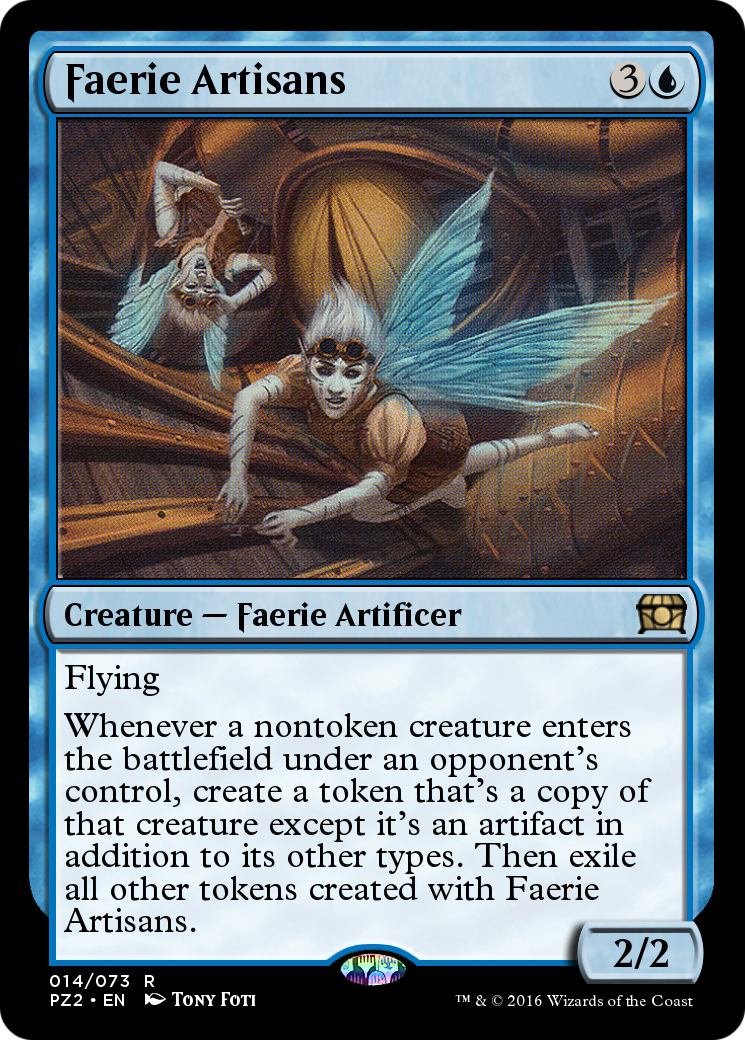 Faerie Artisans 3
Creature — Faerie Artificer
Flying
Whenever a nontoken creature enters
the battlefield under an opponent's
control, create a token that's a copy of
that creature except it's an artifact in
addition to its other types. Then exile
all other tokens created with Faerie
Artisans.
2/2
014/073 R
PZ2 • EN Tony Foti
™ & © 2016 Wizards of the Coast